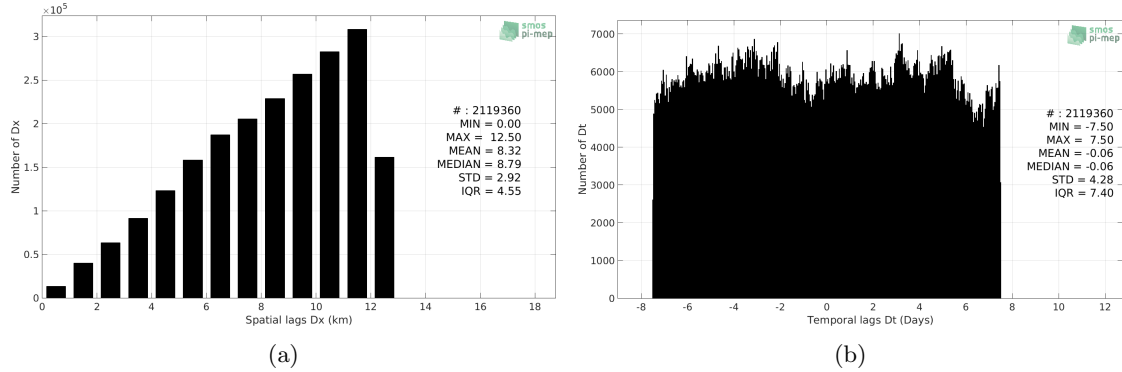 ×10⁵
3
2.5
2
1.5
1
0.5
0
0 2 4 6 8 10 12 14 16 18
Number of Dx
Spatial lags Dx (km)
smos
pi-mep
# : 2119360
MIN = 0.00
MAX = 12.50
MEAN = 8.32
MEDIAN = 8.79
STD = 2.92
IQR = 4.55
(a)
7000
6000
5000
4000
3000
2000
1000
0
-8 -6 -4 -2 0 2 4 6 8 10 12
Number of Dt
Temporal lags Dt (Days)
smos
pi-mep
# : 2119360
MIN = -7.50
MAX = 7.50
MEAN = -0.06
MEDIAN = -0.06
STD = 4.28
IQR = 7.40
(b)